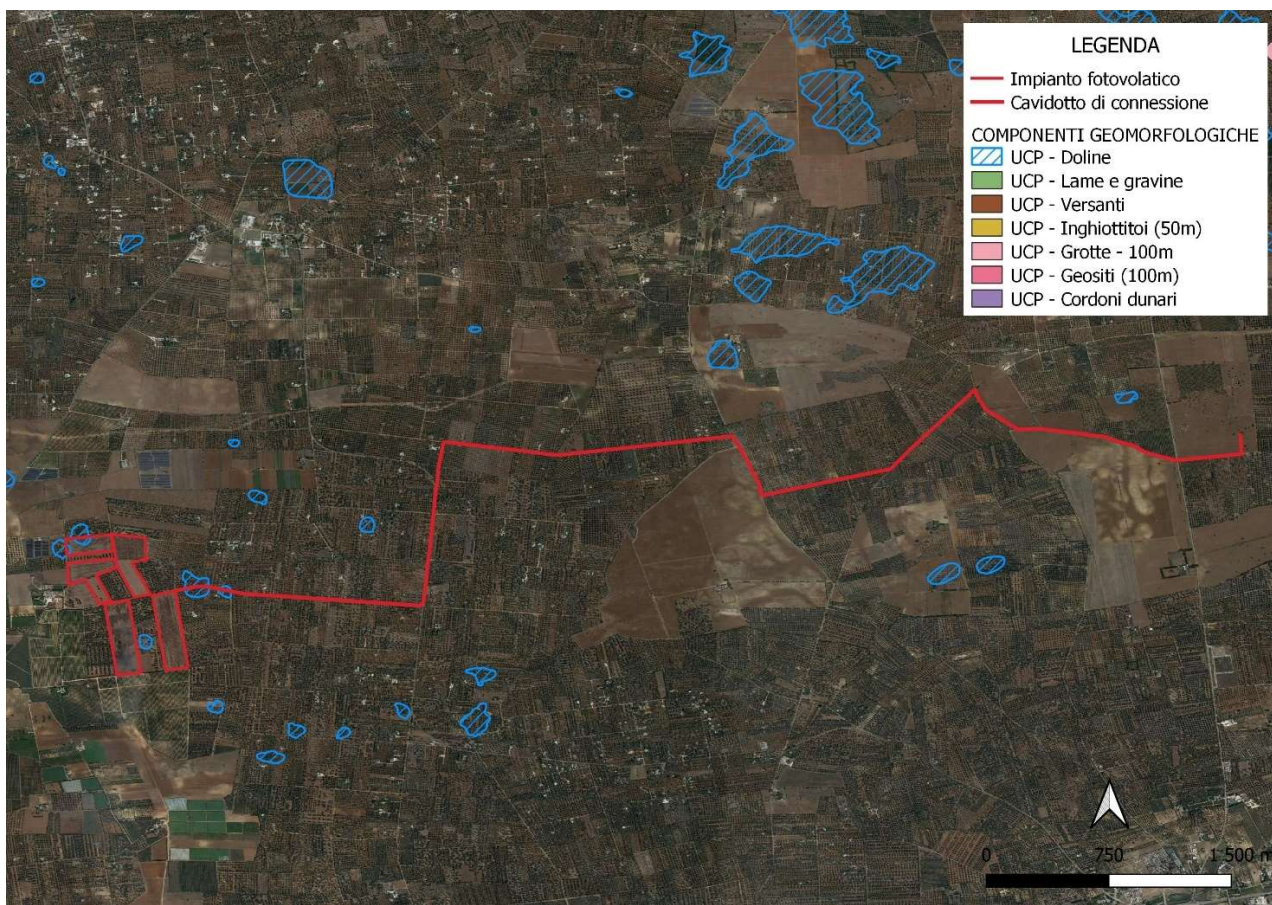 LEGENDA
Impianto fotovolatico
Cavidotto di connessione
COMPONENTI GEOMORFOLOGICHE
UCP - Doline
UCP - Lame e gravine
UCP - Versanti
UCP - Inghiottitoi (50m)
UCP - Grotte - 100m
UCP - Geositi (100m)
UCP - Cordoni dunari
0 750 1 500 m